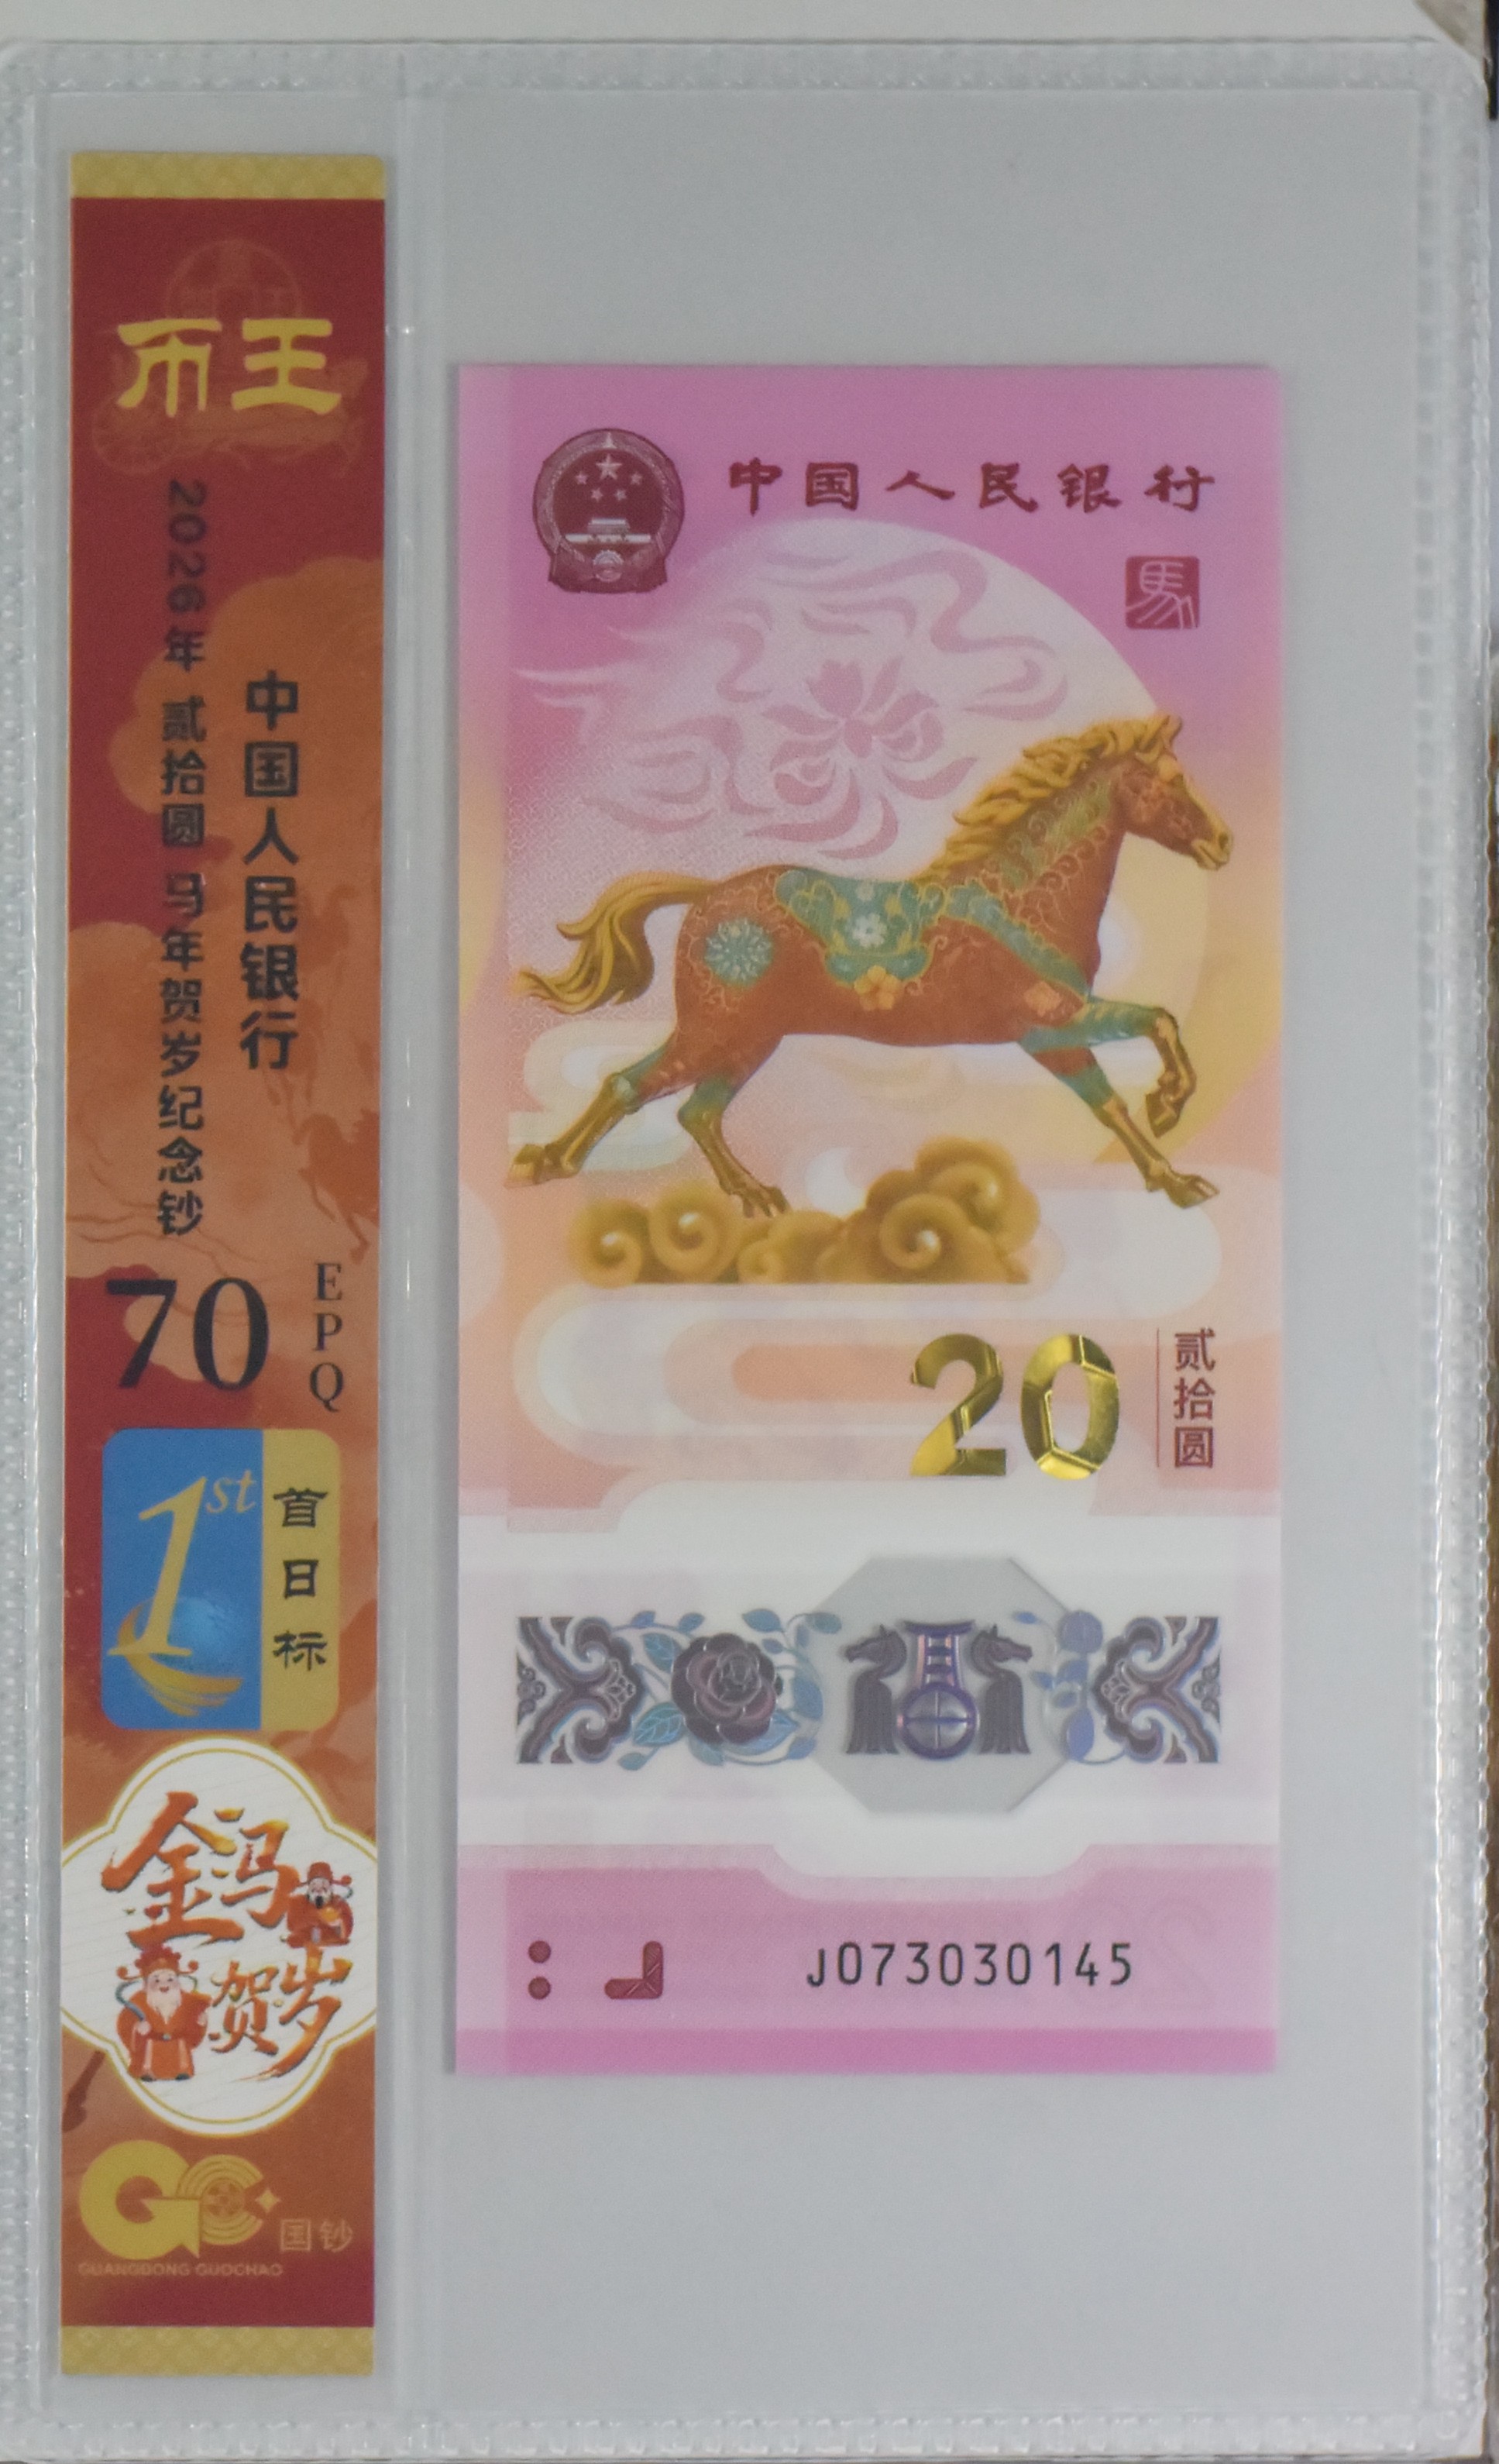 币王
中国人民银行
2026年 贰拾圆 马年贺岁纪念钞
70
EPQ
1st
首日标
金马
贺岁
GC
国钞
GUANGDONG GUOCHAO
中国人民银行
馬
20
贰拾圆
J073030145
20